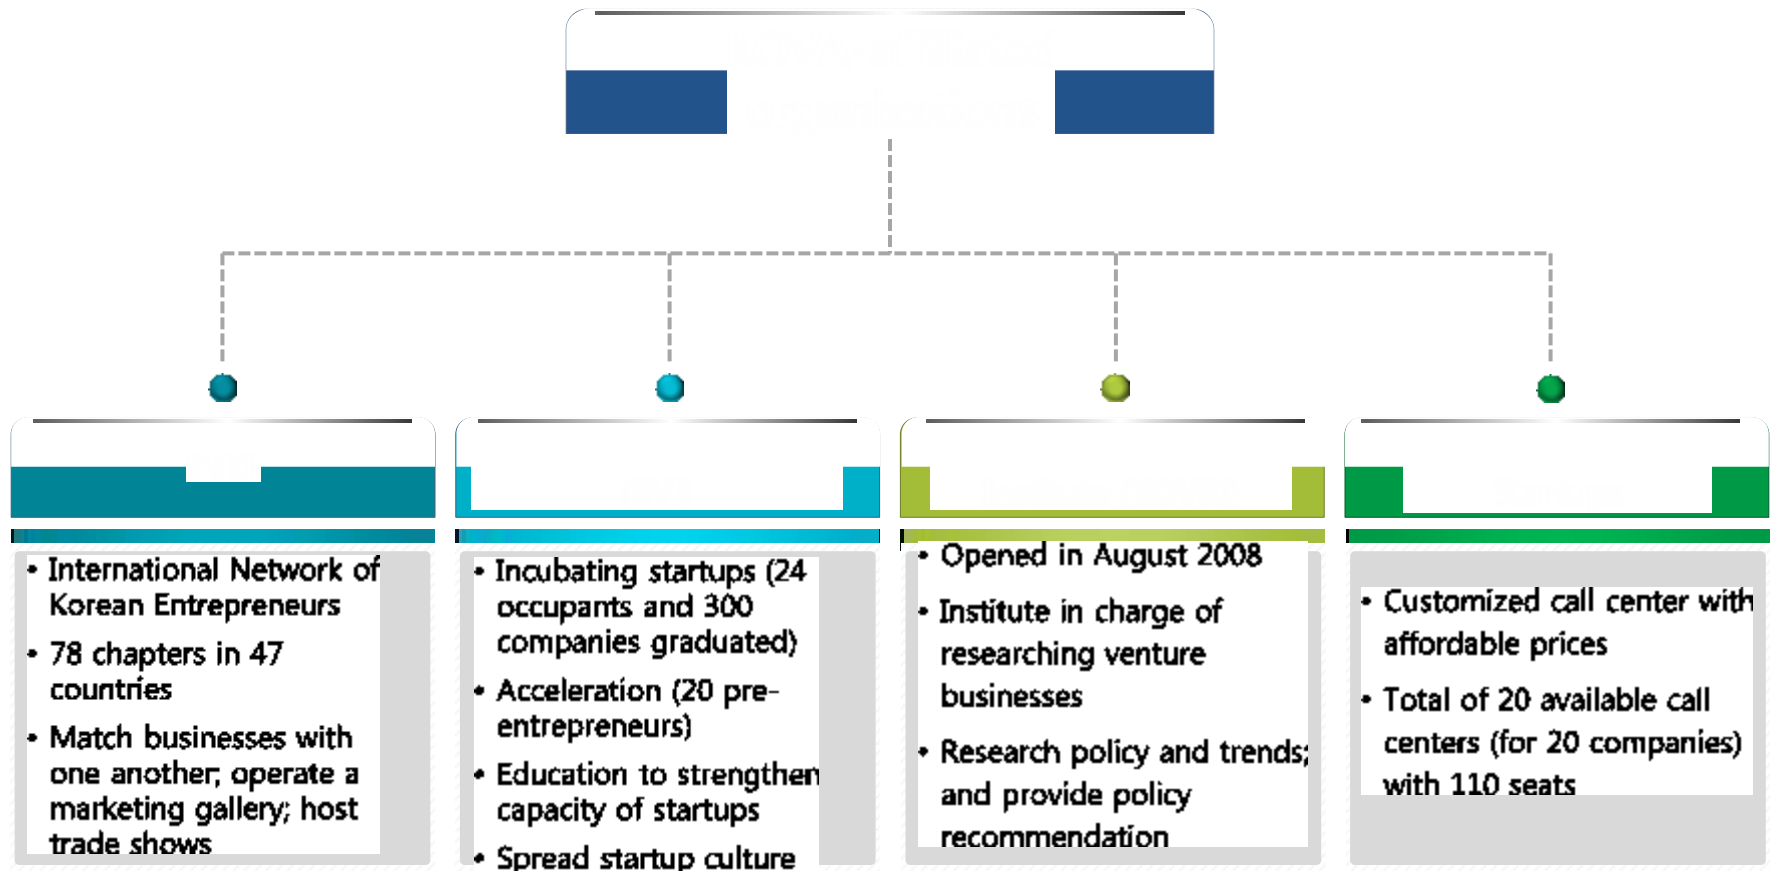 • International Network of
Korean Entrepreneurs
• 78 chapters in 47
countries
• Match businesses with
one another; operate a
marketing gallery; host
trade shows
• Incubating startups (24
occupants and 300
companies graduated)
• Acceleration (20 pre-
entrepreneurs)
• Education to strengthen
capacity of startups
• Spread startup culture
• Opened in August 2008
• Institute in charge of
researching venture
businesses
• Research policy and trends;
and provide policy
recommendation
• Customized call center with
affordable prices
• Total of 20 available call
centers (for 20 companies)
with 110 seats